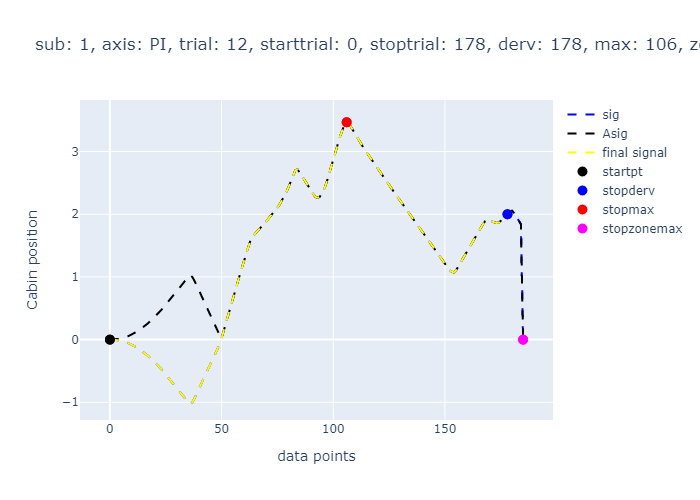 sub: 1, axis: PI, trial: 12, starttrial: 0, stoptrial: 178, derv: 178, max: 106,
sig
Asig
final signal
startpt
stopderv
stopmax
stopzonemax
Cabin position
3
2
1
0
−1
0
50
100
150
data points